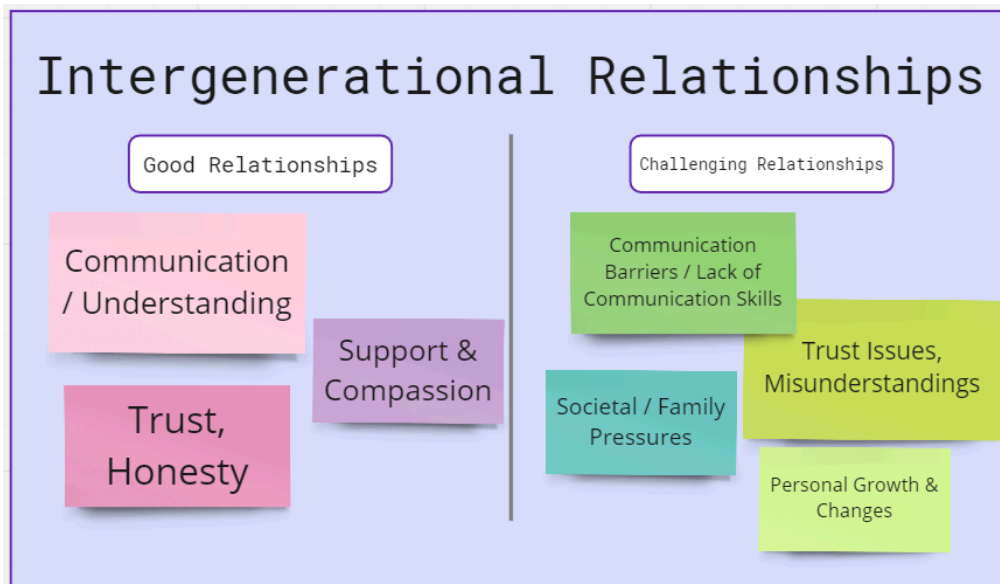 Intergenerational Relationships
Good Relationships
Communication
/ Understanding
Support &
Compassion
Trust,
Honesty
Challenging Relationships
Communication
Barriers / Lack of
Communication Skills
Trust Issues,
Misunderstandings
Societal / Family
Pressures
Personal Growth &
Changes